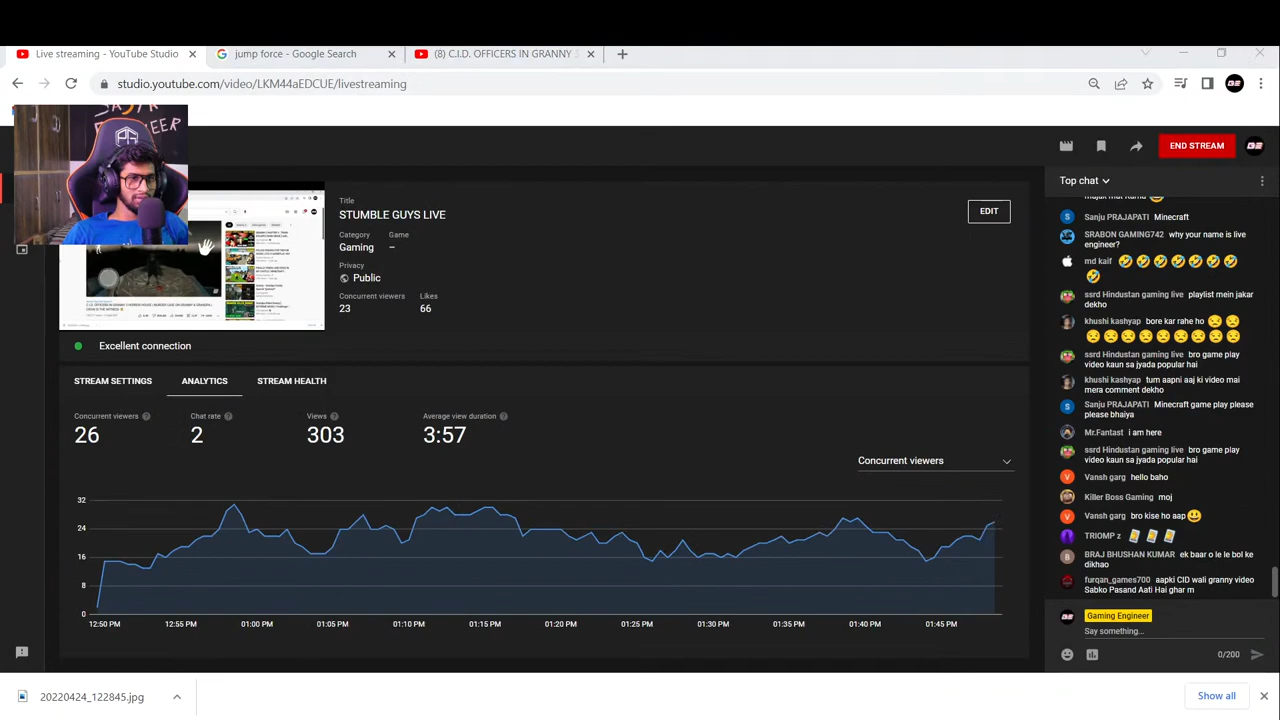 Live streaming - YouTube Studio
jump force - Google Search
(8) C.I.D. OFFICERS IN GRANNY
studio.youtube.com/video/LKM44aEDCUE/livestreaming
ENGINEER
END STREAM
Title
STUMBLE GUYS LIVE
Game
–
Privacy
Public
Concurrent viewers
Likes
23
8
Excellent connection
STREAM SETTINGS
ANALYTICS
STREAM HEALTH
Concurrent viewers
26
Chat rate
2
Views
303
Average view duration
3:57
Concurrent viewers
32
24
16
8
0
12:50 PM
12:55 PM
01:00 PM
01:05 PM
01:10 PM
01:15 PM
01:20 PM
01:25 PM
01:30 PM
01:35 PM
01:40 PM
01:45 PM
Top chat
Sanju PRAJAPATI Minecraft
SRABON GAMING742 why your name is live
engineer?
md kaif 🤣🤣🤣🤣🤣🤣
🤣
ssrd Hindustan gaming live playlist maj jakar
dekho
khushi kashyap bore kar rahe ho 😒😒
😒😒😒😒😒😒😒😒😒
ssrd Hindustan gaming live bro game play
video kaun sa jyada popular hai
khushi kashyap tum aapni aaj ki video mai
mera comment dekho
Sanju PRAJAPATI Minecraft game play please
please bhaiya
Mr.Fantast i am here
ssrd Hindustan gaming live bro game play
video kaun sa jyada popular hai
Vansh garg hello baho
Killer Boss Gaming moj
Vansh garg bro kise ho aap 😃
TRIOMP z
BRAJ BHUSHAN KUMAR ek baar o le le bol ke
dikhao
furqan_games700 aapki CID wali granny video
Sabko Pasand Aati Hai ghar m
Gaming Engineer
Say something...
0/200
20220424_122845.jpg
Show all